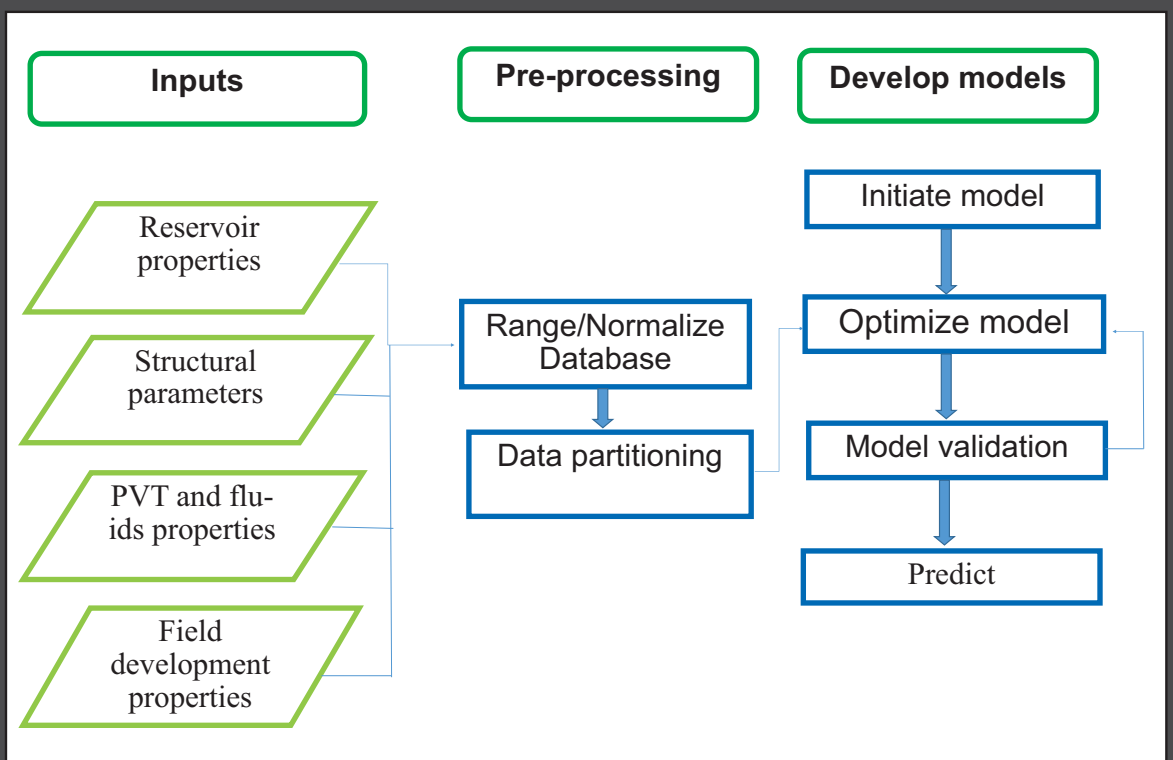 Inputs
Pre-processing
Develop models
Reservoir
properties
Structural
parameters
PVT and flu-
ids properties
Field
development
properties
Range/Normalize
Database
Data partitioning
Initiate model
Optimize model
Model validation
Predict